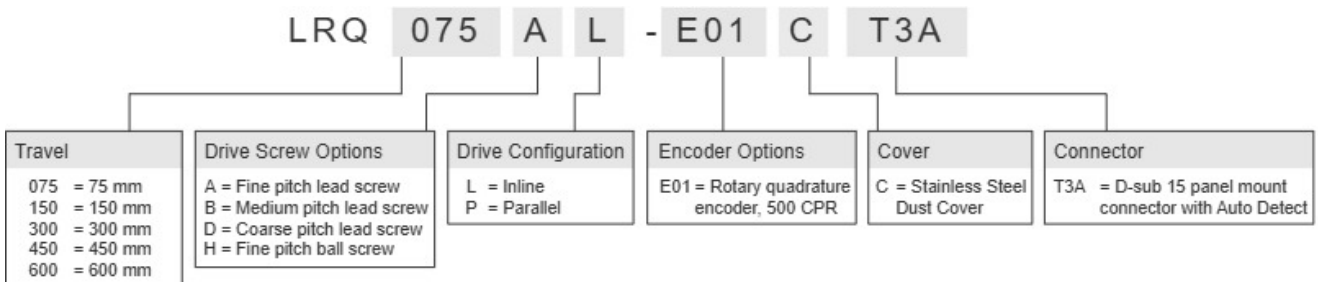 LRQ 075 A L - E01 C T3A
Travel
075 = 75 mm
150 = 150 mm
300 = 300 mm
450 = 450 mm
600 = 600 mm
Drive Screw Options
A = Fine pitch lead screw
B = Medium pitch lead screw
D = Coarse pitch lead screw
H = Fine pitch ball screw
Drive Configuration
L = Inline
P = Parallel
Encoder Options
E01 = Rotary quadrature
encoder, 500 CPR
Cover
C = Stainless Steel
Dust Cover
Connector
T3A = D-sub 15 panel mount
connector with Auto Detect